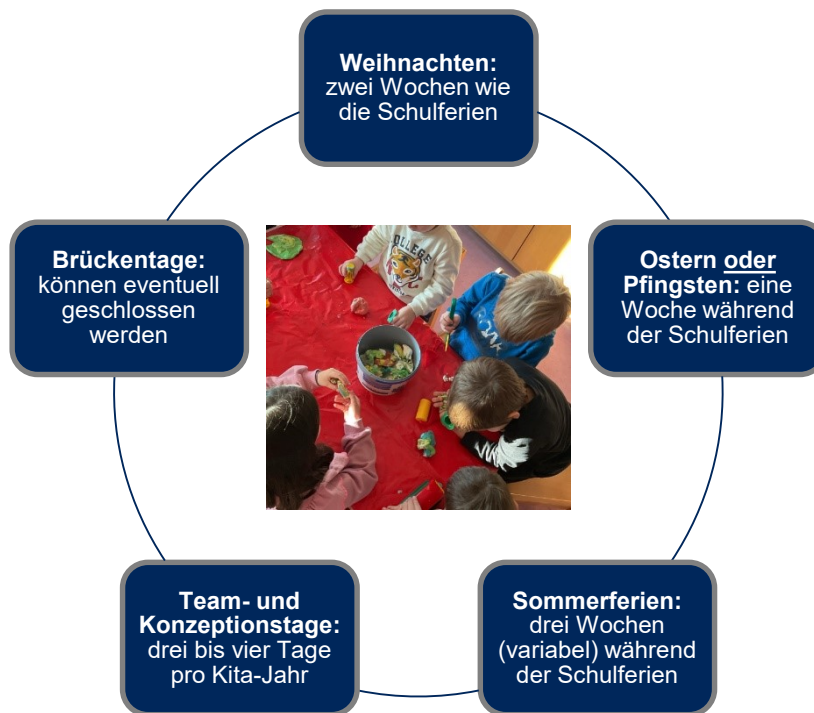 Weihnachten:
zwei Wochen wie
die Schulferien
Ostern oder
Pfingsten: eine
Woche während
der Schulferien
Sommerferien:
drei Wochen
(variabel) während
der Schulferien
Team- und
Konzeptionstage:
drei bis vier Tage
pro Kita-Jahr
Brückentage:
können eventuell
geschlossen
werden
COLLEGE